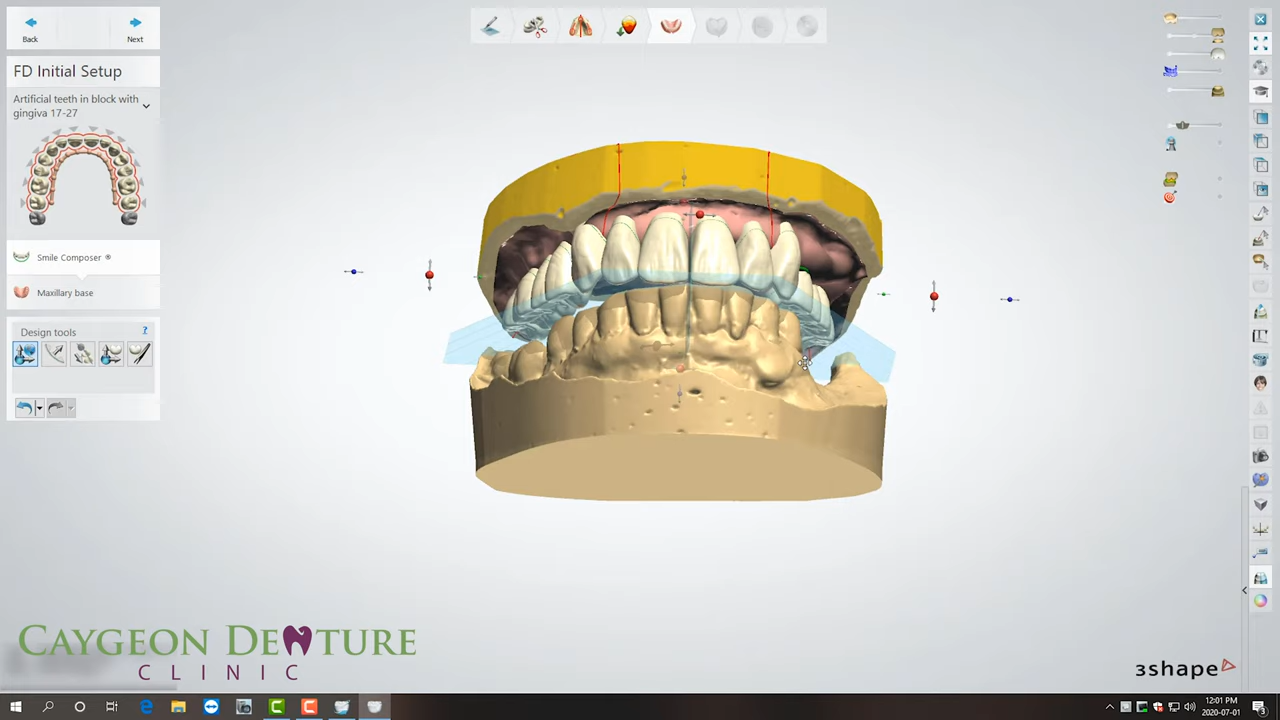 Back
Next
FD Initial Setup
Artificial teeth in block with
gingiva 17-27
Smile Composer ®
Maxillary base
Design tools
?
CAYGEON DENTURE
CLINIC
3shape
12:01 PM
2020-07-01
3